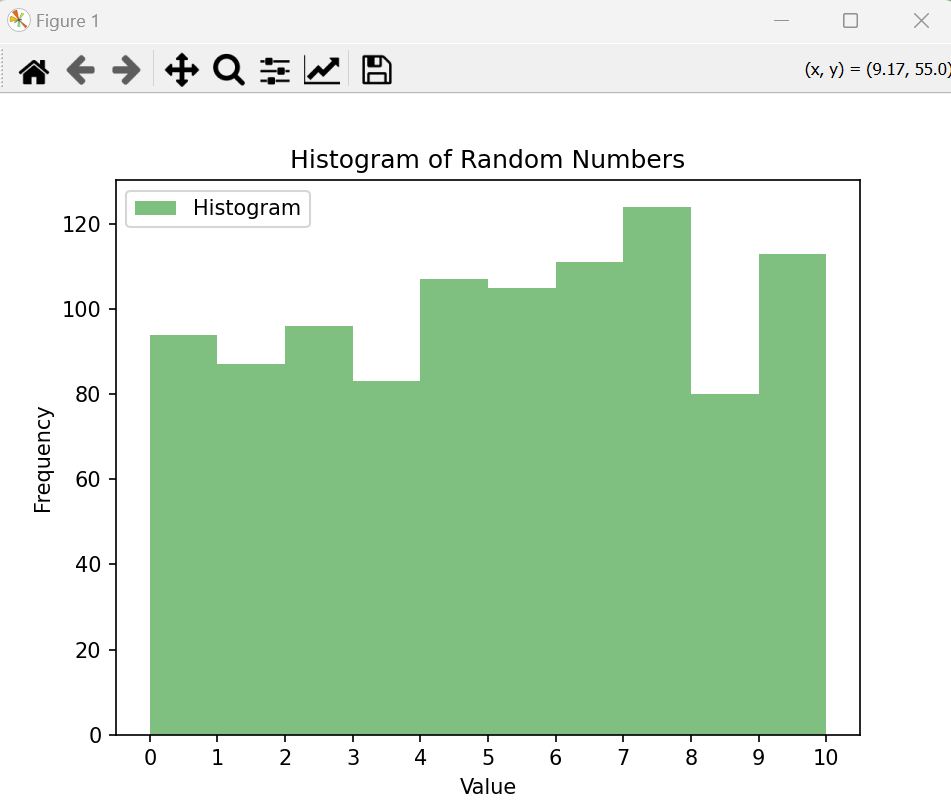 Figure 1
(x, y) = (9.17, 55.0)
Histogram of Random Numbers
Histogram
120
100
80
60
40
20
0
Frequency
0 1 2 3 4 5 6 7 8 9 10
Value